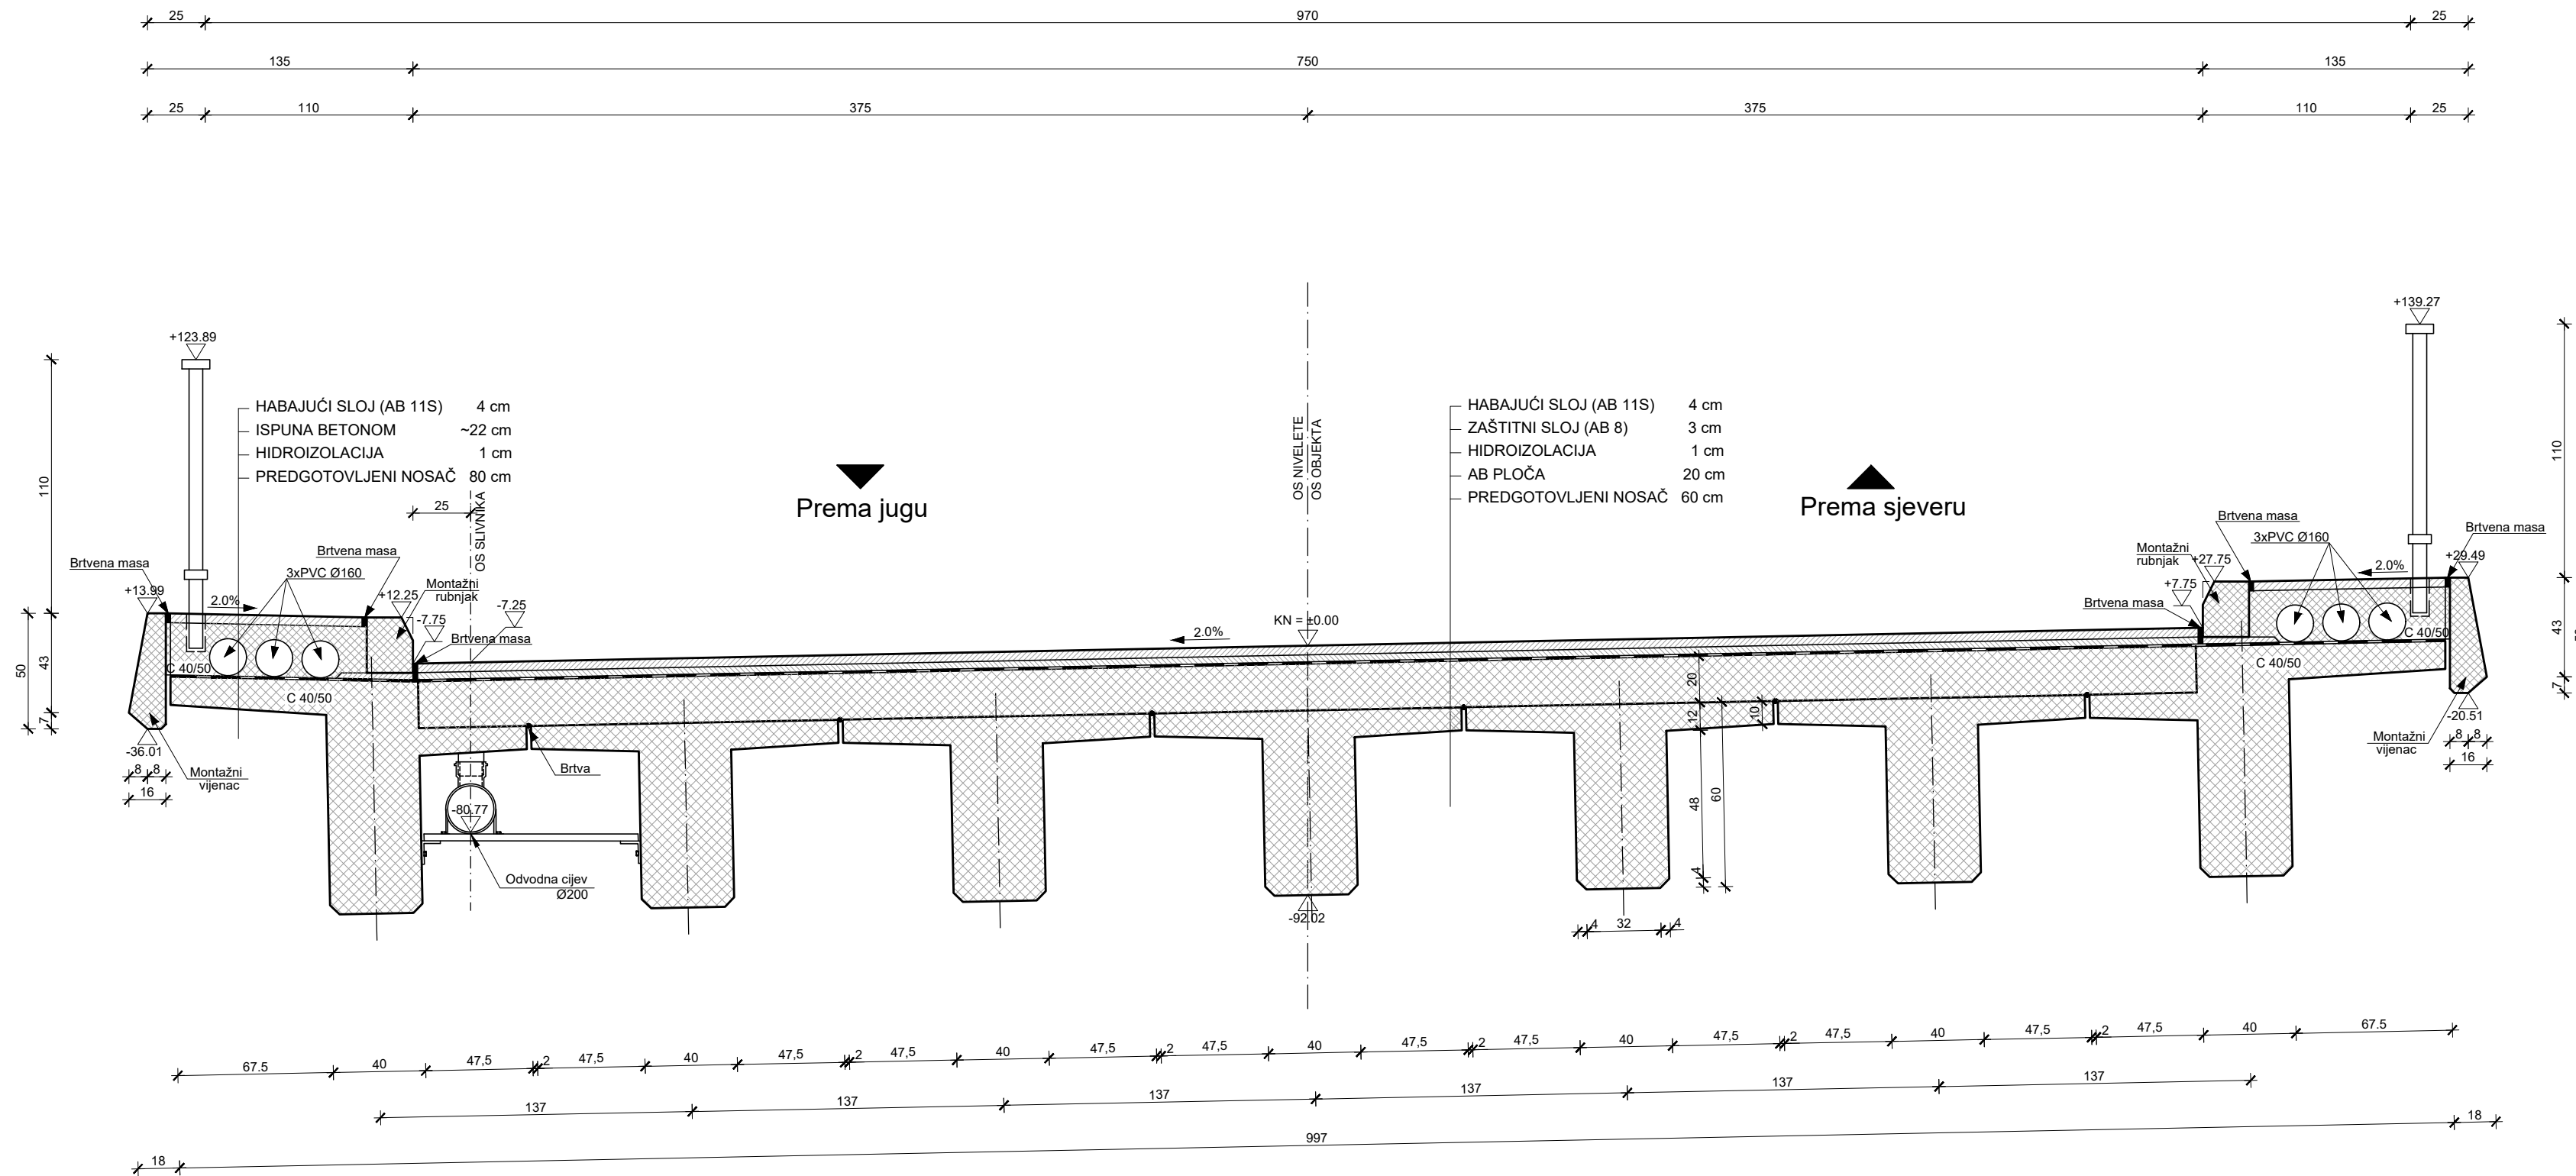 25 970 25
135 750 135
25 110 375 375 110 25
+123.89
+139.27
HABAJUĆI SLOJ (AB 11S) 4 cm
ISPUNA BETONOM ~22 cm
HIDROIZOLACIJA 1 cm
PREDGOTOVLJENI NOSAČ 80 cm
HABAJUĆI SLOJ (AB 11S) 4 cm
ZAŠTITNI SLOJ (AB 8) 3 cm
HIDROIZOLACIJA 1 cm
AB PLOČA 20 cm
PREDGOTOVLJENI NOSAČ 60 cm
OS NIVELETE
OS OBJEKTA
Prema jugu
Prema sjeveru
110
110
25
OS SLIVNIKA
Brtvena masa
Brtvena masa
3xPVC Ø160
Montažni
rubnjak
+13.99
2.0%
+12.25
-7.75
-7.25
Brtvena masa
C 40/50
C 40/50
50
43
7
-36.01
8 8
16
Montažni
vijenac
Brtva
-80.77
Odvodna cijev
Ø200
KN = ±0.00
2.0%
20
12
10
48
60
4
-92.02
4 32 4
Brtvena masa
Brtvena masa
3xPVC Ø160
Montažni
rubnjak
+27.75
+7.75
Brtvena masa
2.0%
+29.49
C 40/50
C 40/50
43
7
-20.51
8 8
16
Montažni
vijenac
67.5 40 47,5 2 47,5 40 47,5 2 47,5 40 47,5 2 47,5 40 47,5 2 47,5 40 47,5 2 47,5 40 47,5 2 47,5 40 67.5
137 137 137 137 137 137
18 997 18